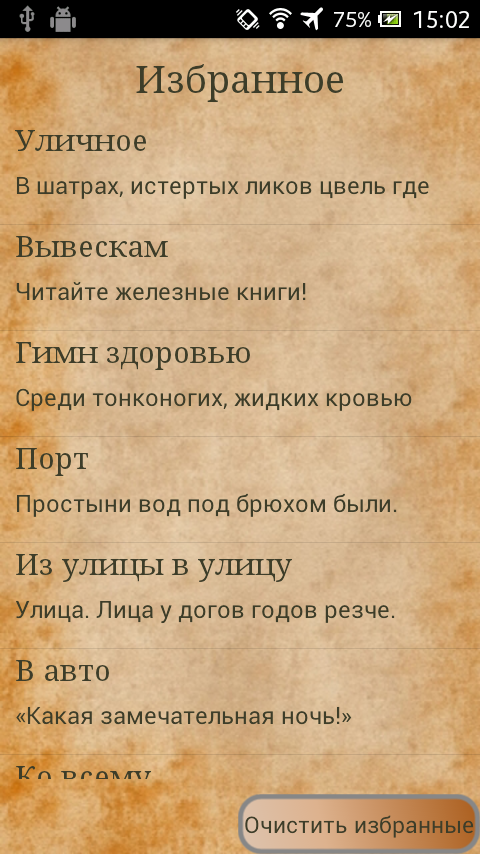 75% 15:02
Избранное
Уличное
В шатрах, истертых ликов цвель где
Вывескам
Читайте железные книги!
Гимн здоровью
Среди тонконогих, жидких кровью
Порт
Простыни вод под брюхом были.
Из улицы в улицу
Улица. Лица у догов годов резче.
В авто
«Какая замечательная ночь!»
Ко всему
Очистить избранные